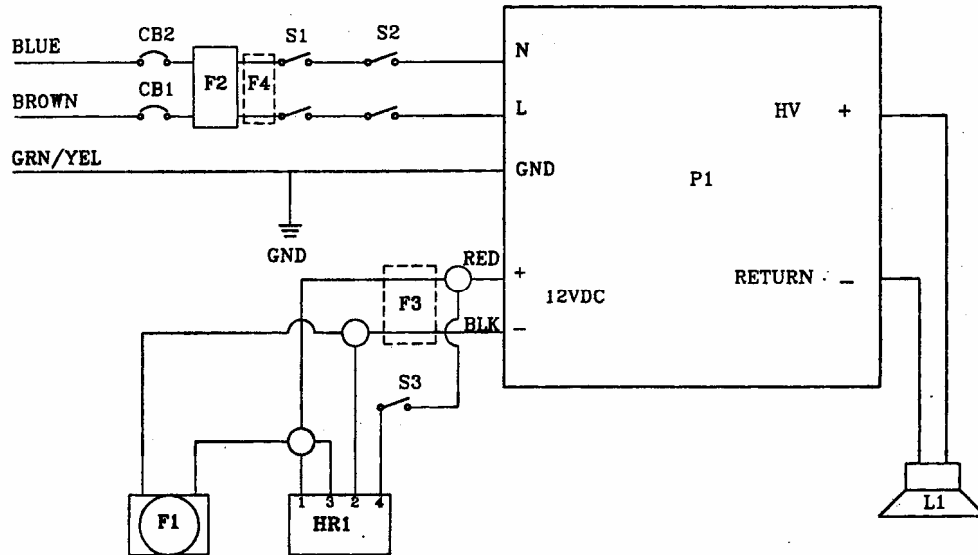 BLUE
CB2
S1
S2
N
F2
F4
BROWN
CB1
L
HV +
GRN/YEL
GND
P1
GND
RED
+
12VDC
RETURN −
F3
BLK
−
S3
1 3 2 4
F1
HR1
L1